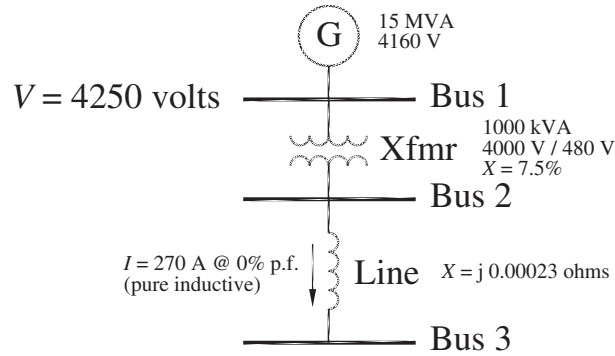 G
15 MVA
4160 V
V = 4250 volts
Bus 1
Xfmr
1000 kVA
4000 V / 480 V
X = 7.5%
Bus 2
I = 270 A @ 0% p.f.
(pure inductive)
Line
X = j 0.00023 ohms
Bus 3